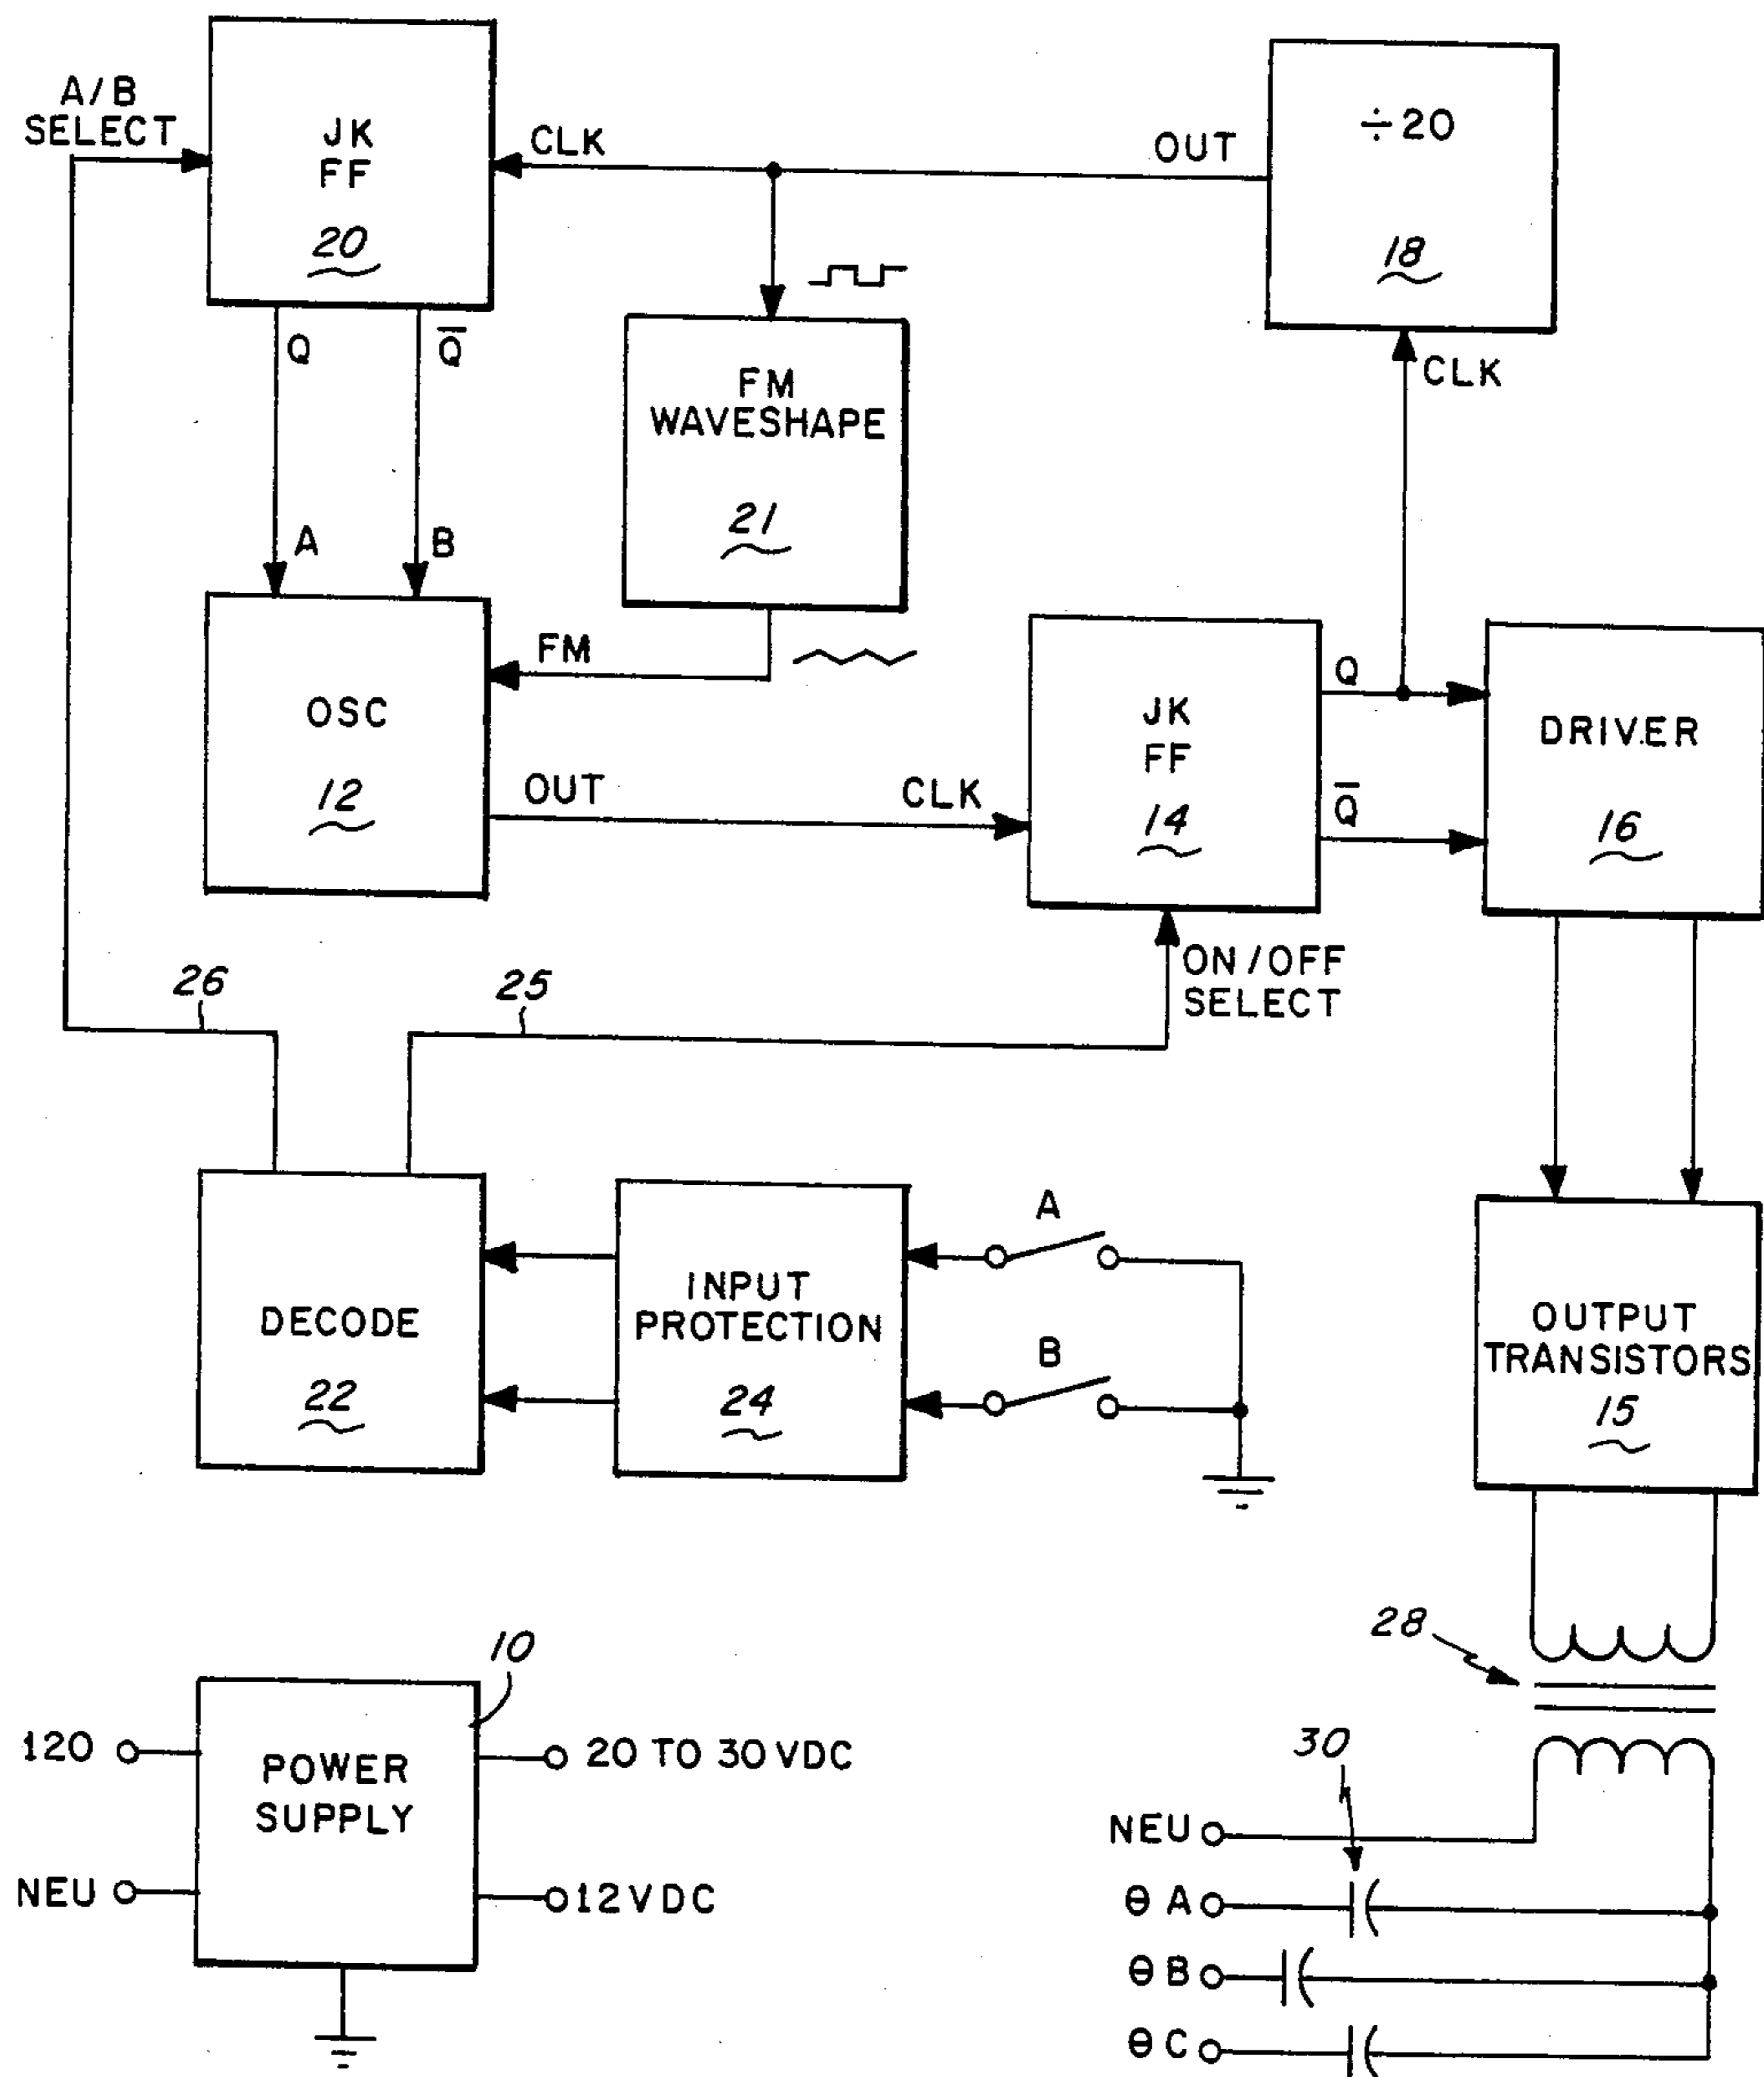 A/B
SELECT
JK
FF
20
CLK
OUT
÷20
18
Q
Q̅
FM
WAVESHAPE
21
CLK
A
B
FM
OSC
12
OUT
CLK
JK
FF
14
Q
Q̅
DRIVER
16
26
25
ON/OFF
SELECT
DECODE
22
INPUT
PROTECTION
24
A
B
OUTPUT
TRANSISTORS
15
28
10
120
NEU
POWER
SUPPLY
20 TO 30 VDC
12VDC
30
NEU
θ A
θ B
θ C